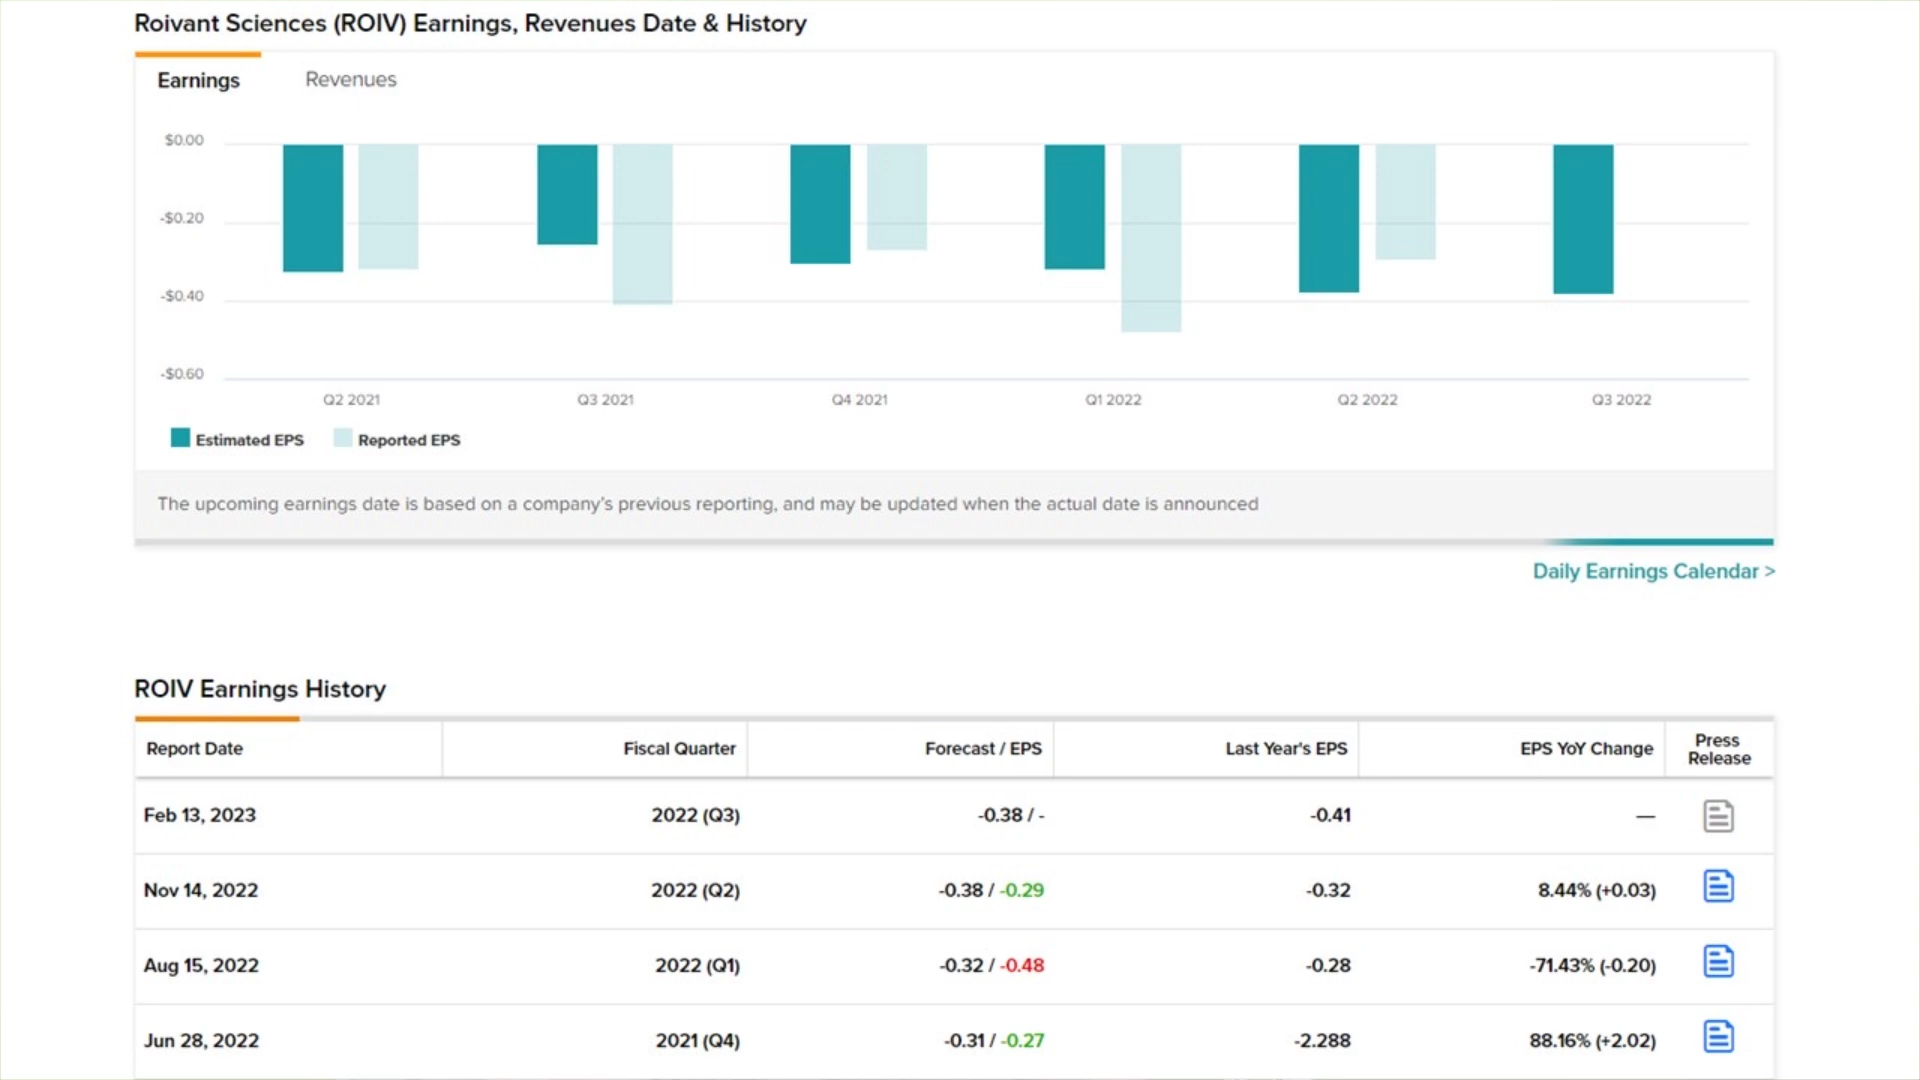 Roivant Sciences (ROIV) Earnings, Revenues Date & History
Earnings Revenues
$0.00
-$0.20
-$0.40
-$0.60
Q2 2021 Q3 2021 Q4 2021 Q1 2022 Q2 2022 Q3 2022
Estimated EPS Reported EPS
The upcoming earnings date is based on a company's previous reporting, and may be updated when the actual date is announced
Daily Earnings Calendar >
ROIV Earnings History
Report Date Fiscal Quarter Forecast / EPS Last Year's EPS EPS YoY Change Press
Release
Feb 13, 2023 2022 (Q3) -0.38 / - -0.41 —
Nov 14, 2022 2022 (Q2) -0.38 / -0.29 -0.32 8.44% (+0.03)
Aug 15, 2022 2022 (Q1) -0.32 / -0.48 -0.28 -71.43% (-0.20)
Jun 28, 2022 2021 (Q4) -0.31 / -0.27 -2.288 88.16% (+2.02)